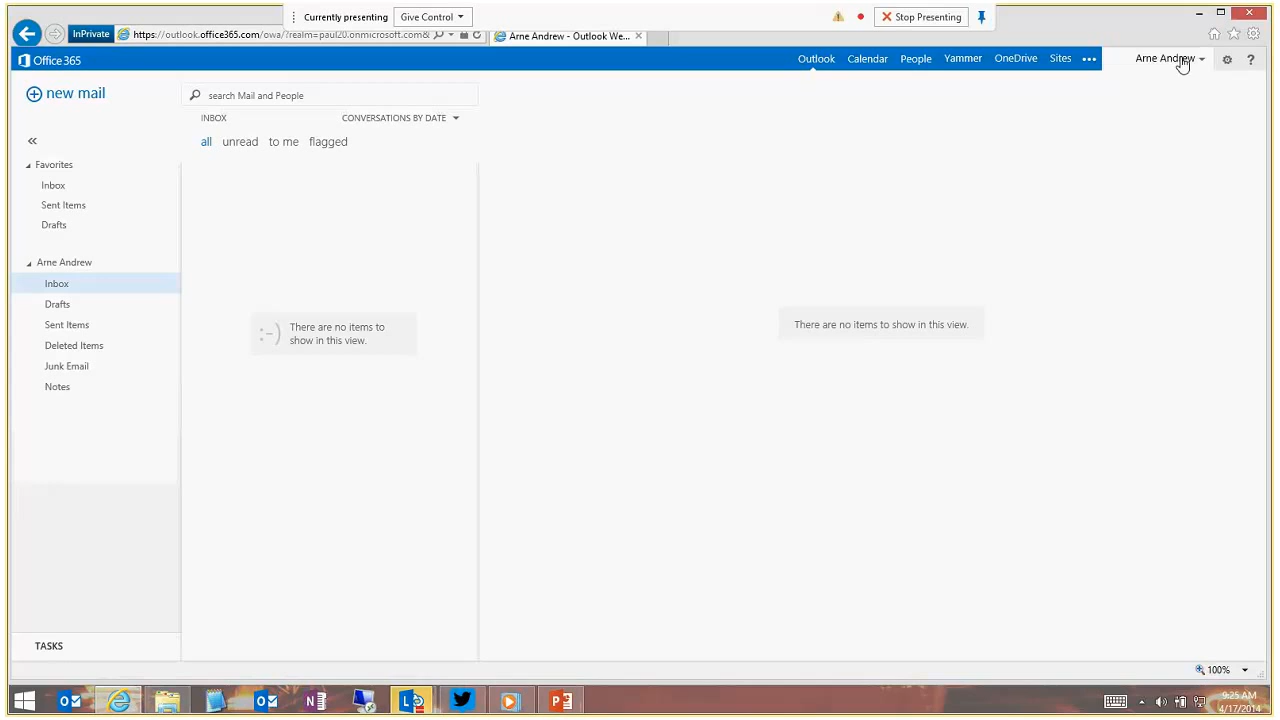 Currently presenting
Give Control
Stop Presenting
InPrivate
https://outlook.office365.com/owa/?realm=paul20.onmicrosoft.com&
Arne Andrew - Outlook We...
Office 365
Outlook
Calendar
People
Yammer
OneDrive
Sites
Arne Andrew
?
new mail
search Mail and People
INBOX
CONVERSATIONS BY DATE
all unread to me flagged
Favorites
Inbox
Sent Items
Drafts
Arne Andrew
Inbox
Drafts
Sent Items
Deleted Items
Junk Email
Notes
:-)
There are no items to
show in this view.
There are no items to show in this view.
TASKS
100%
9:25 AM
4/17/2014